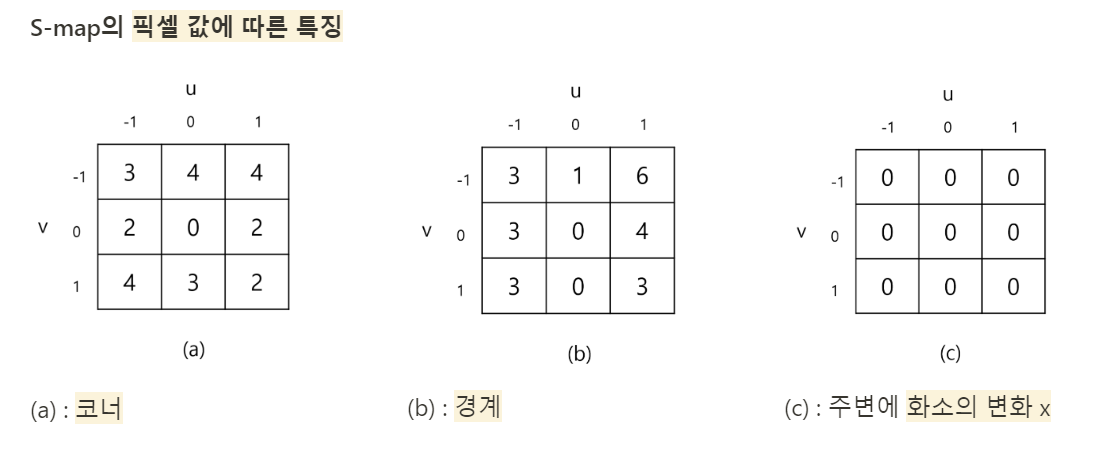 S-map의 픽셀 값에 따른 특징
u
-1 0 1
-1 3 4 4
v 0 2 0 2
1 4 3 2
(a)
u
-1 0 1
-1 3 1 6
v 0 3 0 4
1 3 0 3
(b)
u
-1 0 1
-1 0 0 0
v 0 0 0 0
1 0 0 0
(c)
(a) : 코너
(b) : 경계
(c) : 주변에 화소의 변화 x